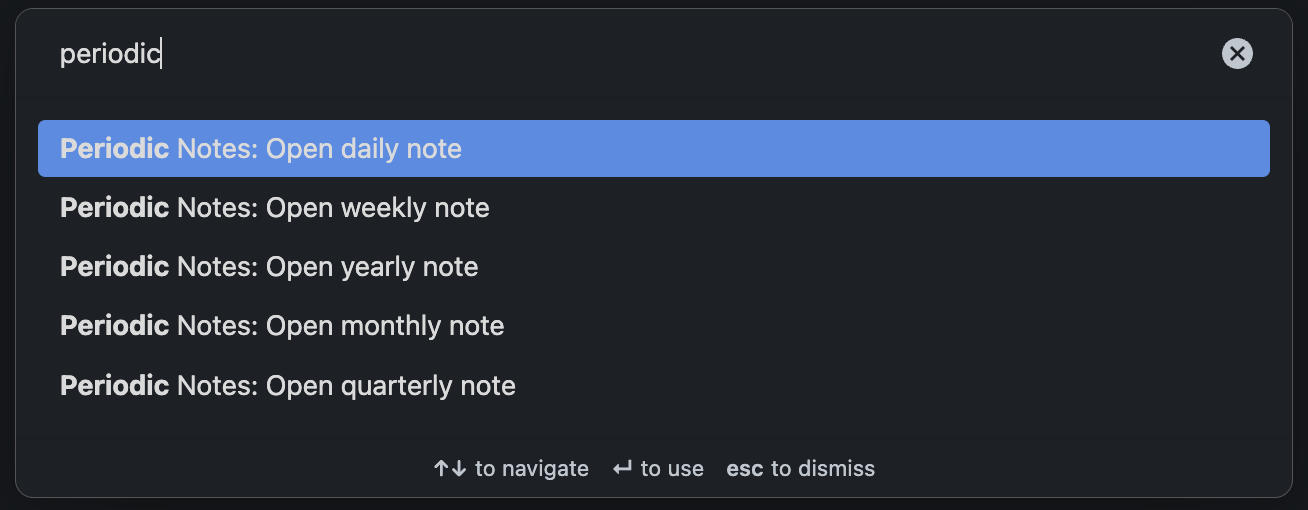 periodic
Periodic Notes: Open daily note
Periodic Notes: Open weekly note
Periodic Notes: Open yearly note
Periodic Notes: Open monthly note
Periodic Notes: Open quarterly note
↑↓ to navigate ↵ to use esc to dismiss